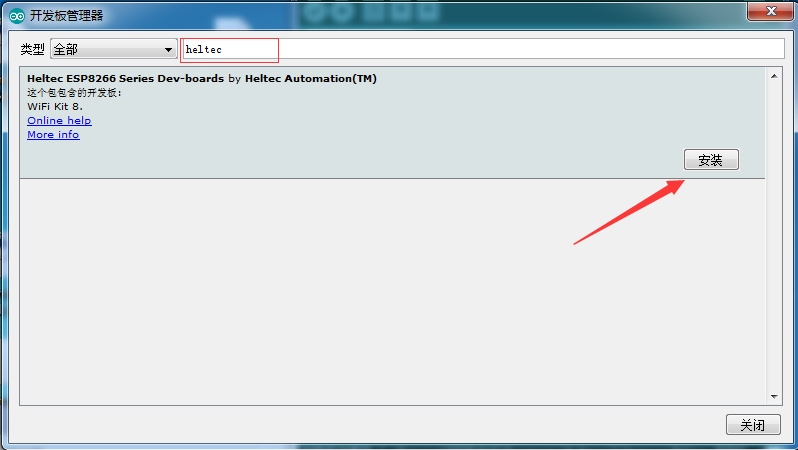 开发板管理器
类型 全部 heltec
Heltec ESP8266 Series Dev-boards by Heltec Automation(TM)
这个包包含的开发板:
WiFi Kit 8.
Online help
More info
安装
关闭